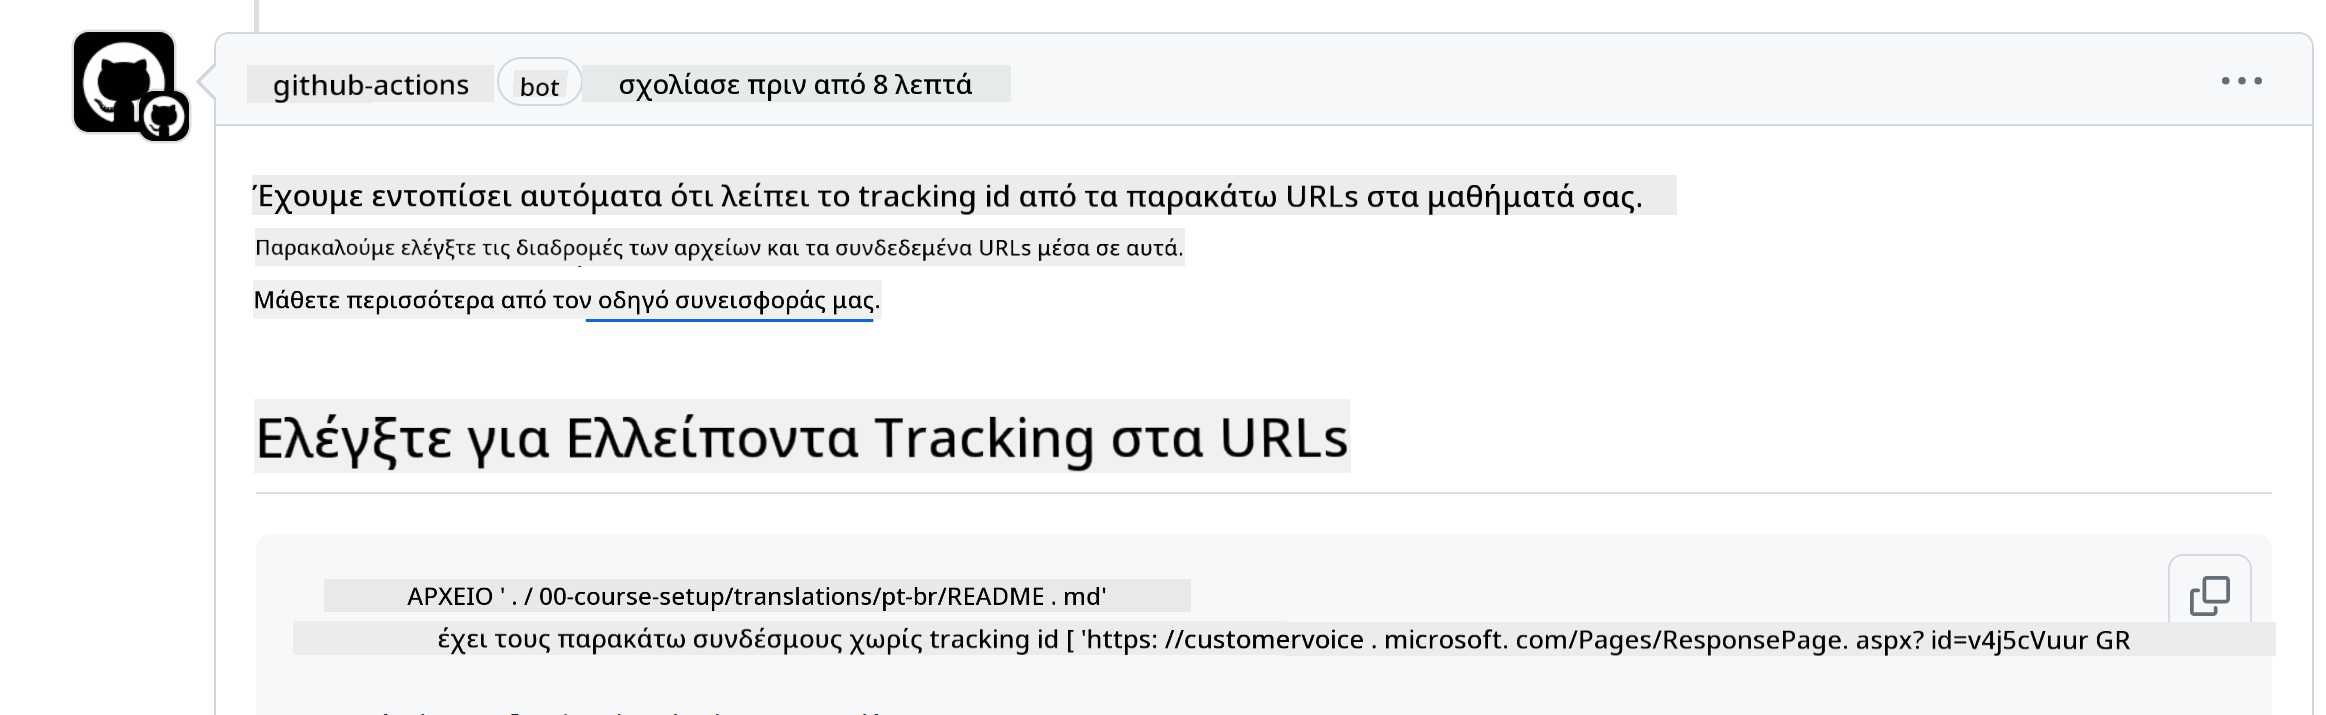 github-actions bot σχολίασε πριν από 8 λεπτά
Έχουμε εντοπίσει αυτόματα ότι λείπει το tracking id από τα παρακάτω URLs στα μαθήματά σας.
Παρακαλούμε ελέγξτε τις διαδρομές των αρχείων και τα συνδεδεμένα URLs μέσα σε αυτά.
Μάθετε περισσότερα από τον οδηγό συνεισφοράς μας.
Ελέγξτε για Ελλείποντα Tracking στα URLs
ΑΡΧΕΙΟ ' . / 00-course-setup/translations/pt-br/README . md'
έχει τους παρακάτω συνδέσμους χωρίς tracking id [ 'https: //customervoice . microsoft. com/Pages/ResponsePage. aspx? id=v4j5cVuur GR